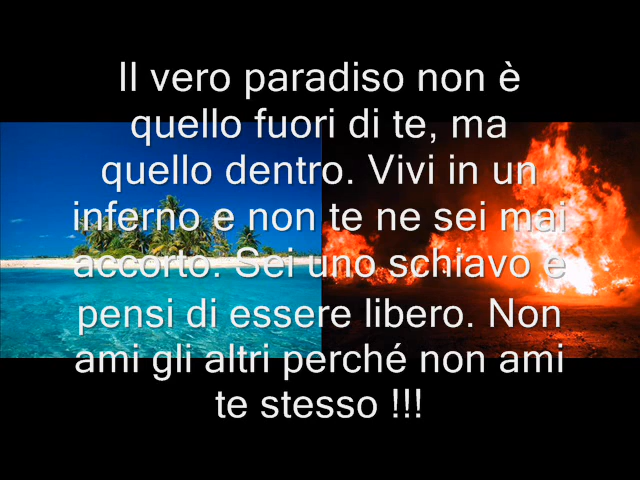 Il vero paradiso non è
quello fuori di te, ma
quello dentro. Vivi in un
inferno e non te ne sei mai
accorto. Sei uno schiavo e
pensi di essere libero. Non
ami gli altri perché non ami
te stesso !!!